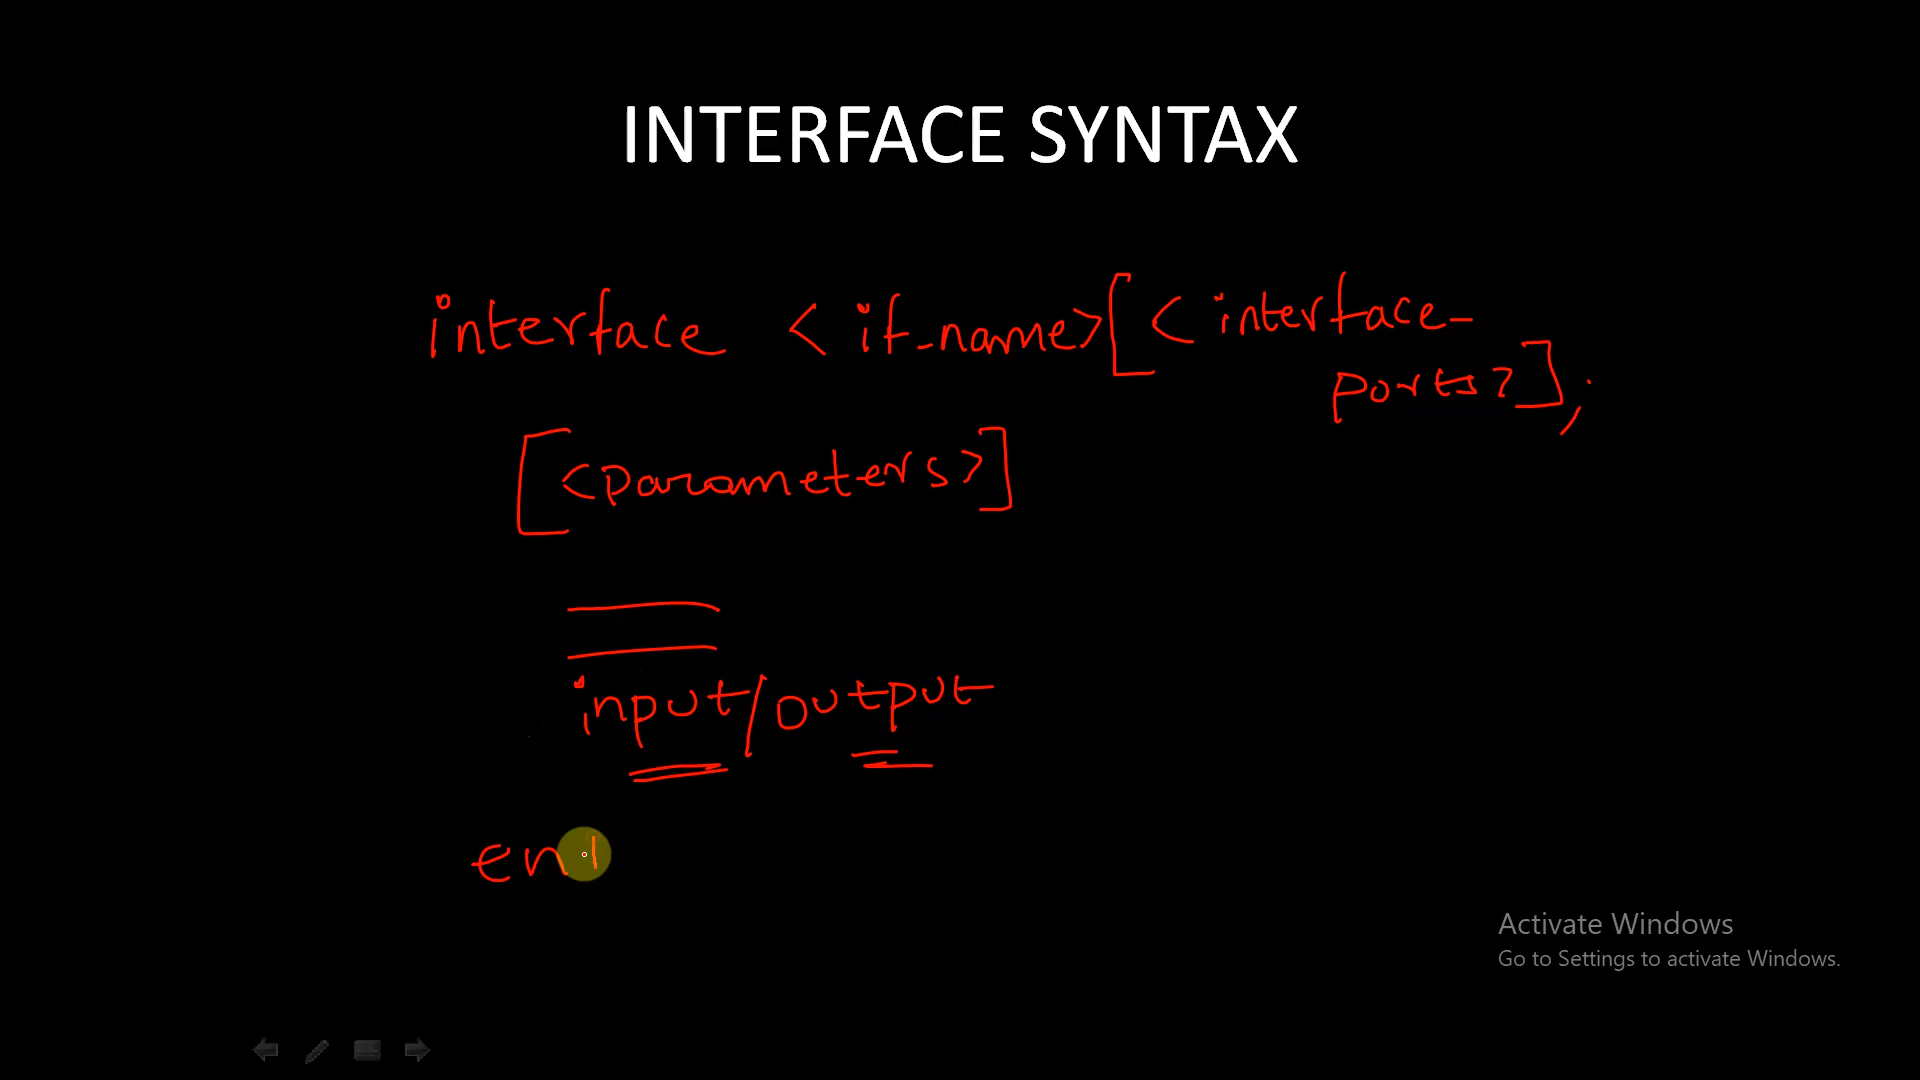 INTERFACE SYNTAX
interface <if_name>[<interface_
ports>];
[<parameters>]
input/output
en
Activate Windows
Go to Settings to activate Windows.